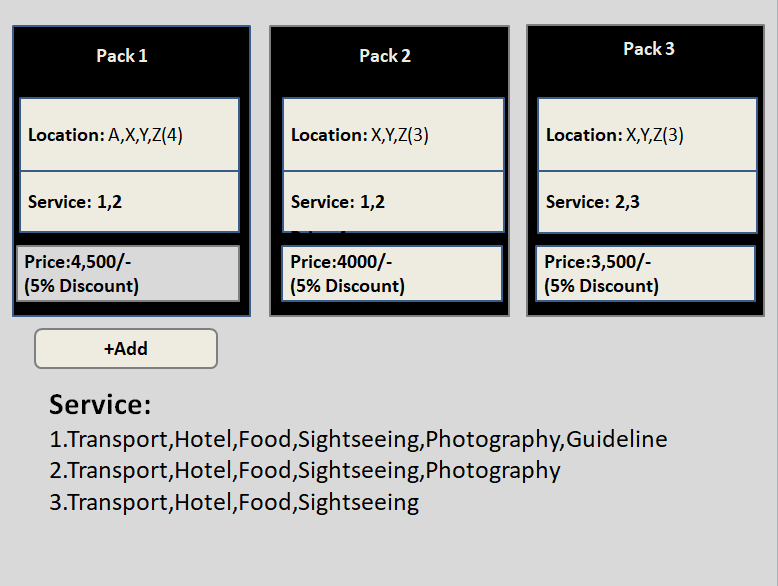 Pack 1
Location: A,X,Y,Z(4)
Service: 1,2
Price:4,500/-
(5% Discount)
Pack 2
Location: X,Y,Z(3)
Service: 1,2
Price:4000/-
(5% Discount)
Pack 3
Location: X,Y,Z(3)
Service: 2,3
Price:3,500/-
(5% Discount)
+Add
Service:
1.Transport,Hotel,Food,Sightseeing,Photography,Guideline
2.Transport,Hotel,Food,Sightseeing,Photography
3.Transport,Hotel,Food,Sightseeing